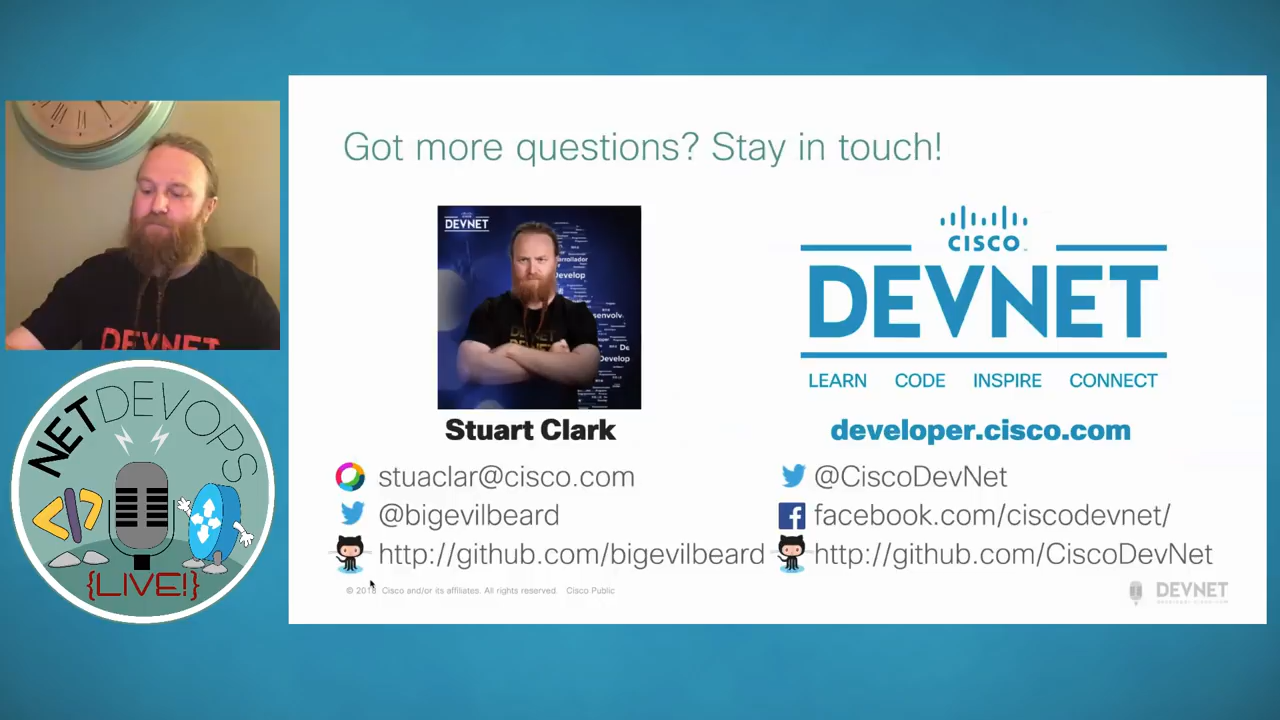 Got more questions? Stay in touch!
DEVNET
Develop
Develop
Stuart Clark
stuaclar@cisco.com
@bigevilbeard
http://github.com/bigevilbeard
CISCO
DEVNET
LEARN CODE INSPIRE CONNECT
developer.cisco.com
@CiscoDevNet
facebook.com/ciscodevnet/
http://github.com/CiscoDevNet
© 2018 Cisco and/or its affiliates. All rights reserved. Cisco Public
DEVNET
DEVNET
NETDEVOPS
</>
{LIVE!}